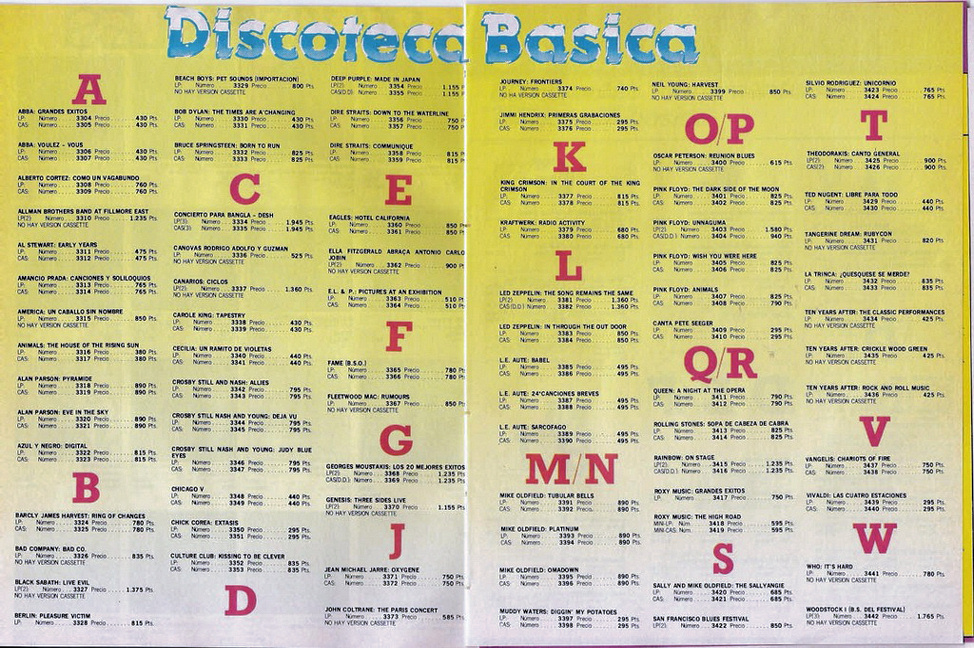 Discoteca Basica
A
ABBA: GRANDES EXITOS
LP: Número 3304 Precio 430 Pts.
CAS: Número 3305 Precio 430 Pts.
ABBA: VOULEZ - VOUS
LP: Número 3306 Precio 430 Pts.
CAS: Número 3307 Precio 430 Pts.
ALBERTO CORTEZ: COMO UN VAGABUNDO
LP: Número 3308 Precio 760 Pts.
CAS: Número 3309 Precio 760 Pts.
ALLMAN BROTHERS BAND AT FILLMORE EAST
LP(2) Número 3310 Precio 1.235 Pts.
NO HAY VERSION CASSETTE
AL STEWART: EARLY YEARS
LP: Número 3311 Precio 475 Pts.
CAS: Número 3312 Precio 475 Pts.
AMANCIO PRADA: CANCIONES Y SOLILOQUIOS
LP: Número 3313 Precio 765 Pts.
CAS: Número 3314 Precio 765 Pts.
AMERICA: UN CABALLO SIN NOMBRE
LP: Número 3315 Precio 850 Pts.
NO HAY VERSION CASSETTE
ANIMALS: THE HOUSE OF THE RISING SUN
LP: Número 3316 Precio 380 Pts.
CAS: Número 3317 Precio 380 Pts.
ALAN PARSON: PYRAMIDE
LP: Número 3318 Precio 890 Pts.
CAS: Número 3319 Precio 890 Pts.
ALAN PARSON: EVE IN THE SKY
LP: Número 3320 Precio 890 Pts.
CAS: Número 3321 Precio 890 Pts.
AZUL Y NEGRO: DIGITAL
LP: Número 3322 Precio 815 Pts.
CAS: Número 3323 Precio 815 Pts.
B
BARCLY JAMES HARVEST: RING OF CHANGES
LP: Número 3324 Precio 780 Pts.
CAS: Número 3325 Precio 780 Pts.
BAD COMPANY: BAD CO.
LP: Número 3326 Precio 835 Pts.
NO HAY VERSION CASSETTE
BLACK SABATH: LIVE EVIL
LP(2) Número 3327 Precio 1.375 Pts.
NO HAY VERSION CASSETTE
BERLIN: PLEASURE VICTIM
LP: Número 3328 Precio 815 Pts.
BEACH BOYS: PET SOUNDS (IMPORTACION)
LP: Número 3329 Precio 800 Pts.
NO HAY VERSION CASSETTE
BOB DYLAN: THE TIMES ARE A'CHANGING
LP: Número 3330 Precio 430 Pts.
CAS: Número 3331 Precio 430 Pts.
BRUCE SPRINGSTEEN: BORN TO RUN
LP: Número 3332 Precio 825 Pts.
CAS: Número 3333 Precio 825 Pts.
C
CONCIERTO PARA BANGLA - DESH
LP(3) Número 3334 Precio 1.945 Pts.
CAS(3) Número 3335 Precio 1.945 Pts.
CANOVAS RODRIGO ADOLFO Y GUZMAN
LP: Número 3336 Precio 525 Pts.
NO HAY VERSION CASSETTE
CANARIOS: CICLOS
LP(2) Número 3337 Precio 1.360 Pts.
NO HAY VERSION CASSETTE
CAROLE KING: TAPESTRY
LP: Número 3338 Precio 430 Pts.
CAS: Número 3339 Precio 430 Pts.
CECILIA: UN RAMITO DE VIOLETAS
LP: Número 3340 Precio 440 Pts.
CAS: Número 3341 Precio 440 Pts.
CROSBY STILL AND NASH: ALLIES
LP: Número 3342 Precio 795 Pts.
CAS: Número 3343 Precio 795 Pts.
CROSBY STILL NASH AND YOUNG: DEJA VU
LP: Número 3344 Precio 795 Pts.
CAS: Número 3345 Precio 795 Pts.
CROSBY STILL NASH AND YOUNG: JUDY BLUE
EYES
LP: Número 3346 Precio 795 Pts.
CAS: Número 3347 Precio 795 Pts.
CHICAGO V
LP: Número 3348 Precio 440 Pts.
CAS: Número 3349 Precio 440 Pts.
CHICK COREA: EXTASIS
LP: Número 3350 Precio 295 Pts.
CAS: Número 3351 Precio 295 Pts.
CULTURE CLUB: KISSING TO BE CLEVER
LP: Número 3352 Precio 835 Pts.
CAS: Número 3353 Precio 835 Pts.
D
DEEP PURPLE: MADE IN JAPAN
LP(2) Número 3354 Precio 1.155 P
CAS(D.D.) Número 3355 Precio 1.155 P
DIRE STRAITS: DOWN TO THE WATERLINE
LP: Número 3356 Precio 750
CAS: Número 3357 Precio 750
DIRE STRAITS: COMMUNIQUE
LP: Número 3358 Precio 815
CAS: Número 3359 Precio 815
E
EAGLES: HOTEL CALIFORNIA
LP: Número 3360 Precio 850
CAS: Número 3361 Precio 850
ELLA FITZGERALD ABRAÇA ANTONIO CARLO
JOBIN
LP(2) Número 3362 Precio 900 P
NO HAY VERSION CASSETTE
E.L. & P.: PICTURES AT AN EXHIBITION
LP: Número 3363 Precio 510
CAS: Número 3364 Precio 510
F
FAME (B.S.O.)
LP: Número 3365 Precio 780
CAS: Número 3366 Precio 780
FLEETWOOD MAC: RUMOURS
LP: Número 3367 Precio 850
NO HAY VERSION CASSETTE
G
GEORGES MOUSTAKIS: LOS 20 MEJORES EXITOS
LP(2) Número 3368 Precio 1.235 Pts.
CAS(D.D.) Número 3369 Precio 1.235 Pts.
GENESIS: THREE SIDES LIVE
LP(2) Número 3370 Precio 1.155 Pts.
NO HAY VERSION CASSETTE
J
JEAN MICHAEL JARRE: OXYGENE
LP: Número 3371 Precio 750 Pts.
CAS: Número 3372 Precio 750 Pts.
JOHN COLTRANE: THE PARIS CONCERT
LP: Número 3373 Precio 585 Pts.
NO HAY VERSION CASSETTE
JOURNEY: FRONTIERS
LP: Número 3374 Precio 740 Pts.
NO HAY VERSION CASSETTE
JIMMI HENDRIX: PRIMERAS GRABACIONES
LP: Número 3375 Precio 295 Pts.
CAS: Número 3376 Precio 295 Pts.
K
KING CRIMSON: IN THE COURT OF THE KING
CRIMSON
LP: Número 3377 Precio 815 Pts.
CAS: Número 3378 Precio 815 Pts.
KRAFTWERK: RADIO ACTIVITY
LP: Número 3379 Precio 680 Pts.
CAS: Número 3380 Precio 680 Pts.
L
LED ZEPPELIN: THE SONG REMAINS THE SAME
LP(2) Número 3381 Precio 1.360 Pts.
CAS(D.D.) Número 3382 Precio 1.360 Pts.
LED ZEPPELIN: IN THROUGH THE OUT DOOR
LP: Número 3383 Precio 850 Pts.
CAS: Número 3384 Precio 850 Pts.
L.E. AUTE: BABEL
LP: Número 3385 Precio 495 Pts.
CAS: Número 3386 Precio 495 Pts.
L.E. AUTE: 24 CANCIONES BREVES
LP: Número 3387 Precio 495 Pts.
CAS: Número 3388 Precio 495 Pts.
L.E. AUTE: SARCOFAGO
LP: Número 3389 Precio 495 Pts.
CAS: Número 3390 Precio 495 Pts.
M/N
MIKE OLDFIELD: TUBULAR BELLS
LP: Número 3391 Precio 890 Pts.
CAS: Número 3392 Precio 890 Pts.
MIKE OLDFIELD: PLATINUM
LP: Número 3393 Precio 890 Pts.
CAS: Número 3394 Precio 890 Pts.
MIKE OLDFIELD: OMADOWN
LP: Número 3395 Precio 890 Pts.
CAS: Número 3396 Precio 890 Pts.
MUDDY WATERS: DIGGIN' MY POTATOES
LP: Número 3397 Precio 295 Pts.
CAS: Número 3398 Precio 295 Pts.
NEIL YOUNG: HARVEST
LP: Número 3399 Precio 850 Pts.
NO HAY VERSION CASSETTE
O/P
OSCAR PETERSON: REUNION BLUES
LP: Número 3400 Precio 615 Pts.
NO HAY VERSION CASSETTE
PINK FLOYD: THE DARK SIDE OF THE MOON
LP: Número 3401 Precio 825 Pts.
CAS: Número 3402 Precio 825 Pts.
PINK FLOYD: UNNAGUMA
LP(2) Número 3403 Precio 1.580 Pts.
CAS(D.D.) Número 3404 Precio 940 Pts.
PINK FLOYD: WISH YOU WERE HERE
LP: Número 3405 Precio 825 Pts.
CAS: Número 3406 Precio 825 Pts.
PINK FLOYD: ANIMALS
LP: Número 3407 Precio 825 Pts.
CAS: Número 3408 Precio 790 Pts.
CANTA PETE SEEGER
LP: Número 3409 Precio 295 Pts.
CAS: Número 3410 Precio 295 Pts.
Q/R
QUEEN: A NIGHT AT THE OPERA
LP: Número 3411 Precio 790 Pts.
CAS: Número 3412 Precio 790 Pts.
ROLLING STONES: SOPA DE CABEZA DE CABRA
LP: Número 3413 Precio 825 Pts.
CAS: Número 3414 Precio 825 Pts.
RAINBOW: ON STAGE
LP(2) Número 3415 Precio 1.235 Pts.
CAS(D.D.) Número 3416 Precio 1.235 Pts.
ROXY MUSIC: GRANDES EXITOS
LP: Número 3417 Precio 750 Pts.
NO HAY VERSION CASSETTE
ROXY MUSIC: THE HIGH ROAD
MINI-LP: Núm. 3418 Precio 595 Pts.
MINI-CAS: Núm. 3419 Precio 595 Pts.
S
SALLY AND MIKE OLDFIELD: THE SALLYANGIE
LP: Número 3420 Precio 685 Pts.
CAS: Número 3421 Precio 685 Pts.
SAN FRANCISCO BLUES FESTIVAL
LP(2) Número 3422 Precio 850 Pts.
SILVIO RODRIGUEZ: UNICORNIO
LP: Número 3423 Precio 765 Pts.
CAS: Número 3424 Precio 765 Pts.
T
THEODORAKIS: CANTO GENERAL
LP(2) Número 3425 Precio 900 Pts.
CAS(2) Número 3426 Precio 900 Pts.
TED NUGENT: LIBRE PARA TODO
LP: Número 3429 Precio 440 Pts.
CAS: Número 3430 Precio 440 Pts.
TANGERINE DREAM: RUBYCON
LP: Número 3431 Precio 820 Pts.
NO HAY VERSION CASSETTE
LA TRINCA: ¿QUESQUESE SE MERDE?
LP: Número 3432 Precio 835 Pts.
CAS: Número 3433 Precio 835 Pts.
TEN YEARS AFTER: THE CLASSIC PERFORMANCES
LP: Número 3434 Precio 425 Pts.
NO HAY VERSION CASSETTE
TEN YEARS AFTER: CRICKLE WOOD GREEN
LP: Número 3435 Precio 425 Pts.
NO HAY VERSION CASSETTE
TEN YEARS AFTER: ROCK AND ROLL MUSIC
LP: Número 3436 Precio 425 Pts.
NO HAY VERSION CASSETTE
V
VANGELIS: CHARIOTS OF FIRE
LP: Número 3437 Precio 750 Pts.
CAS: Número 3438 Precio 750 Pts.
VIVALDI: LAS CUATRO ESTACIONES
LP: Número 3439 Precio 295 Pts.
CAS: Número 3440 Precio 295 Pts.
W
WHO: IT'S HARD
LP: Número 3441 Precio 780 Pts.
NO HAY VERSION CASSETTE
WOODSTOCK I (B.S. DEL FESTIVAL)
LP(3) Número 3442 Precio 1.765 Pts.
NO HAY VERSION CASSETTE